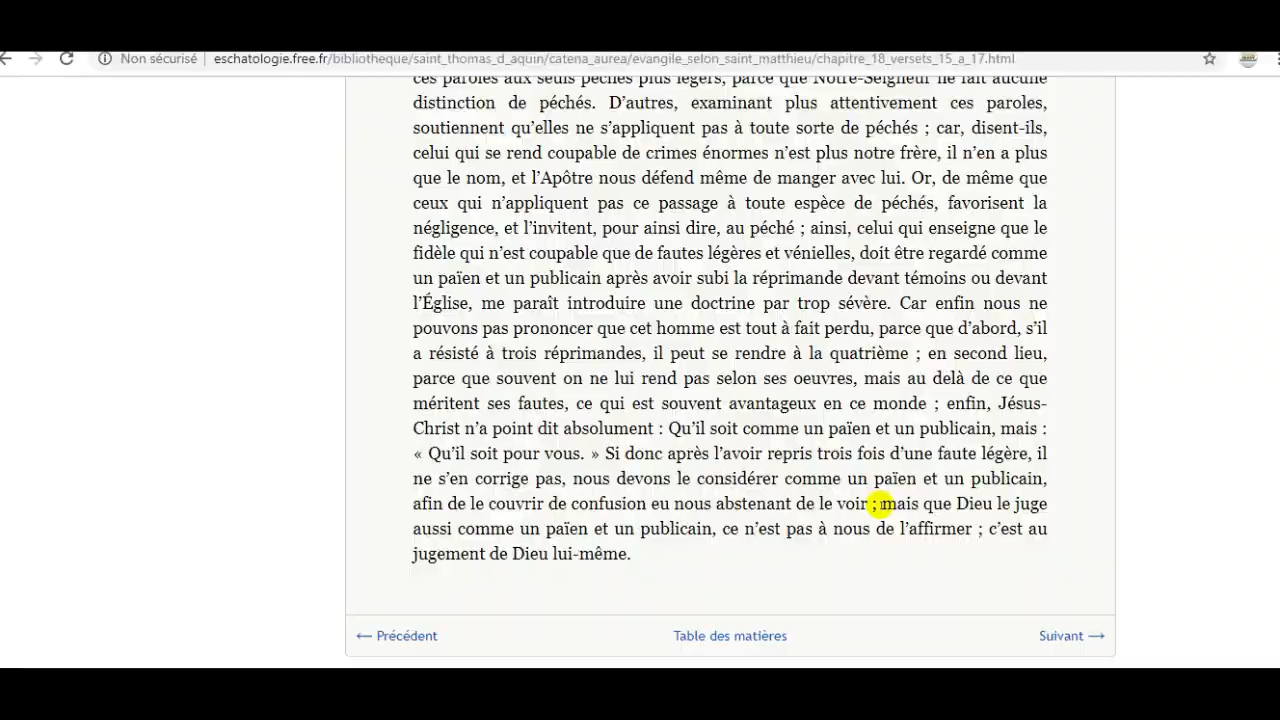 Non sécurisé | eschatologie.free.fr/bibliotheque/saint_thomas_d_aquin/catena_aurea/evangile_selon_saint_matthieu/chapitre_18_versets_15_a_17.html
ces paroles aux seuls péchés plus légers, parce que Notre-Seigneur ne fait aucune
distinction de péchés. D’autres, examinant plus attentivement ces paroles,
soutiennent qu’elles ne s’appliquent pas à toute sorte de péchés ; car, disent-ils,
celui qui se rend coupable de crimes énormes n’est plus notre frère, il n’en a plus
que le nom, et l’Apôtre nous défend même de manger avec lui. Or, de même que
ceux qui n’appliquent pas ce passage à toute espèce de péchés, favorisent la
négligence, et l’invitent, pour ainsi dire, au péché ; ainsi, celui qui enseigne que le
fidèle qui n’est coupable que de fautes légères et vénielles, doit être regardé comme
un païen et un publicain après avoir subi la réprimande devant témoins ou devant
l’Église, me paraît introduire une doctrine par trop sévère. Car enfin nous ne
pouvons pas prononcer que cet homme est tout à fait perdu, parce que d’abord, s’il
a résisté à trois réprimandes, il peut se rendre à la quatrième ; en second lieu,
parce que souvent on ne lui rend pas selon ses oeuvres, mais au delà de ce que
méritent ses fautes, ce qui est souvent avantageux en ce monde ; enfin, Jésus-
Christ n’a point dit absolument : Qu’il soit comme un païen et un publicain, mais :
« Qu’il soit pour vous. » Si donc après l’avoir repris trois fois d’une faute légère, il
ne s’en corrige pas, nous devons le considérer comme un païen et un publicain,
afin de le couvrir de confusion eu nous abstenant de le voir ; mais que Dieu le juge
aussi comme un païen et un publicain, ce n’est pas à nous de l’affirmer ; c’est au
jugement de Dieu lui-même.
← Précédent
Table des matières
Suivant →